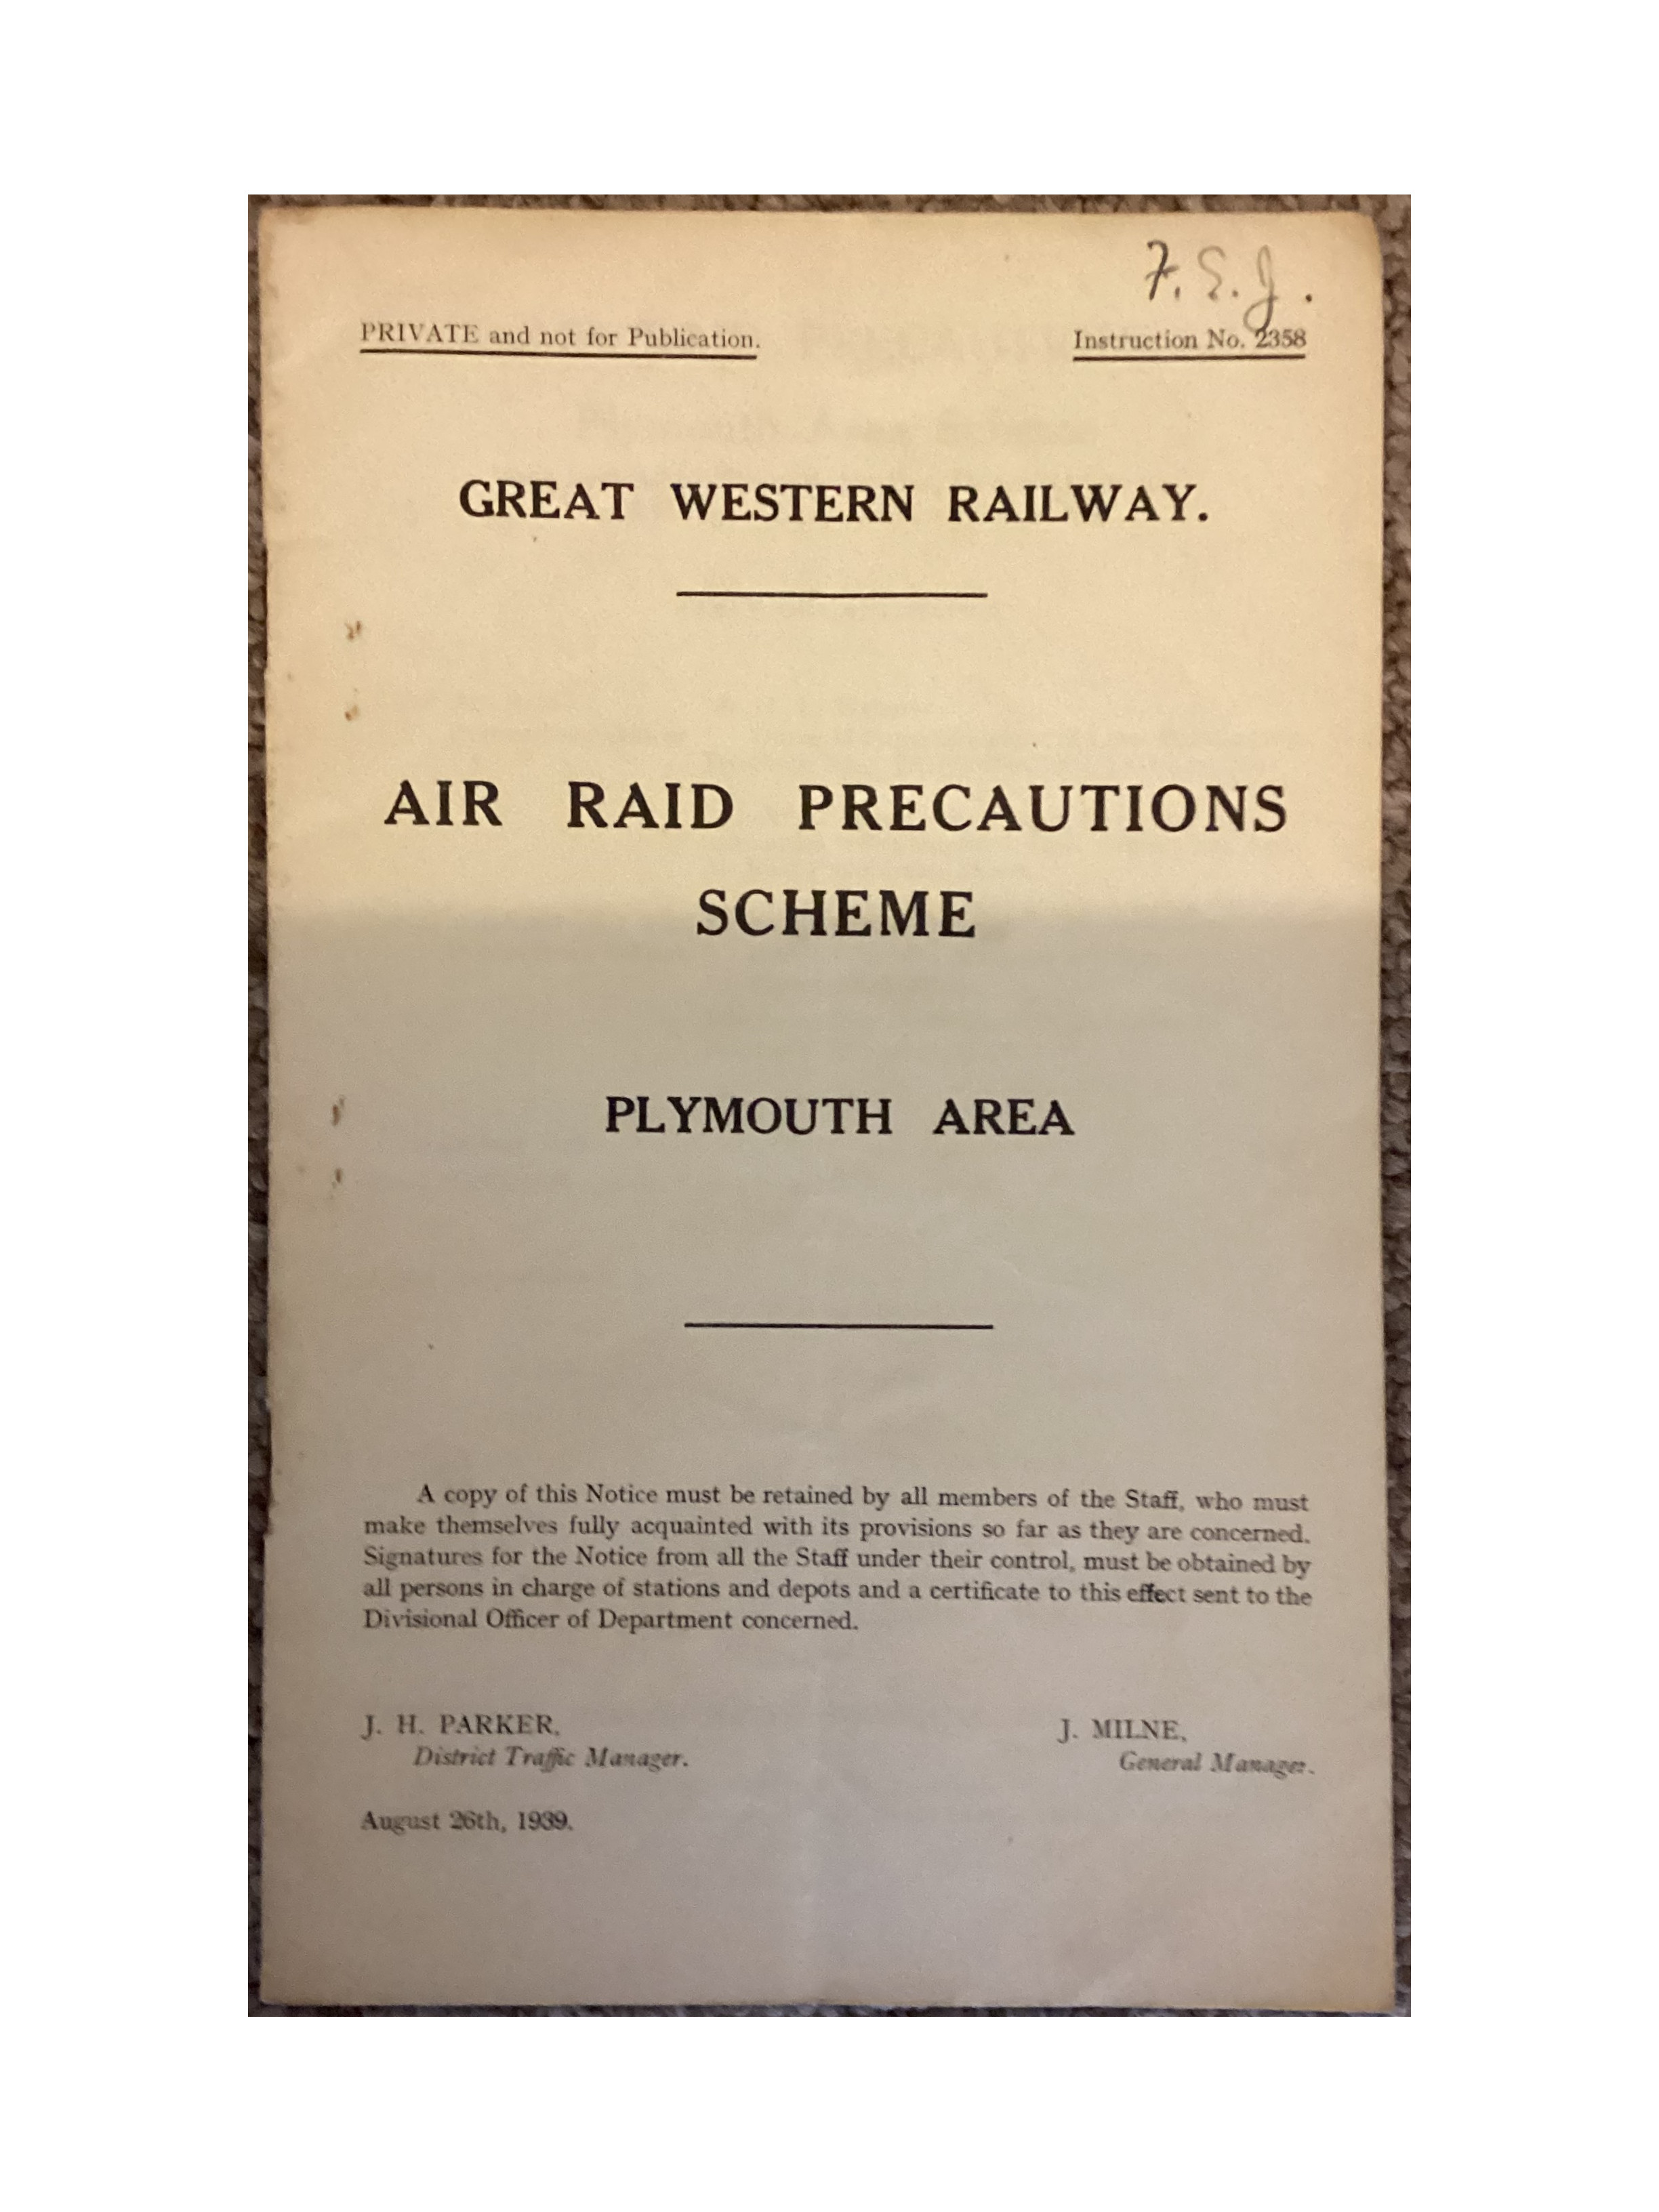 F. E. J.
PRIVATE and not for Publication.
Instruction No. 2358
GREAT WESTERN RAILWAY.
AIR RAID PRECAUTIONS
SCHEME
PLYMOUTH AREA
A copy of this Notice must be retained by all members of the Staff, who must
make themselves fully acquainted with its provisions so far as they are concerned.
Signatures for the Notice from all the Staff under their control, must be obtained by
all persons in charge of stations and depots and a certificate to this effect sent to the
Divisional Officer of Department concerned.
J. H. PARKER,
District Traffic Manager.
J. MILNE,
General Manager.
August 26th, 1939.